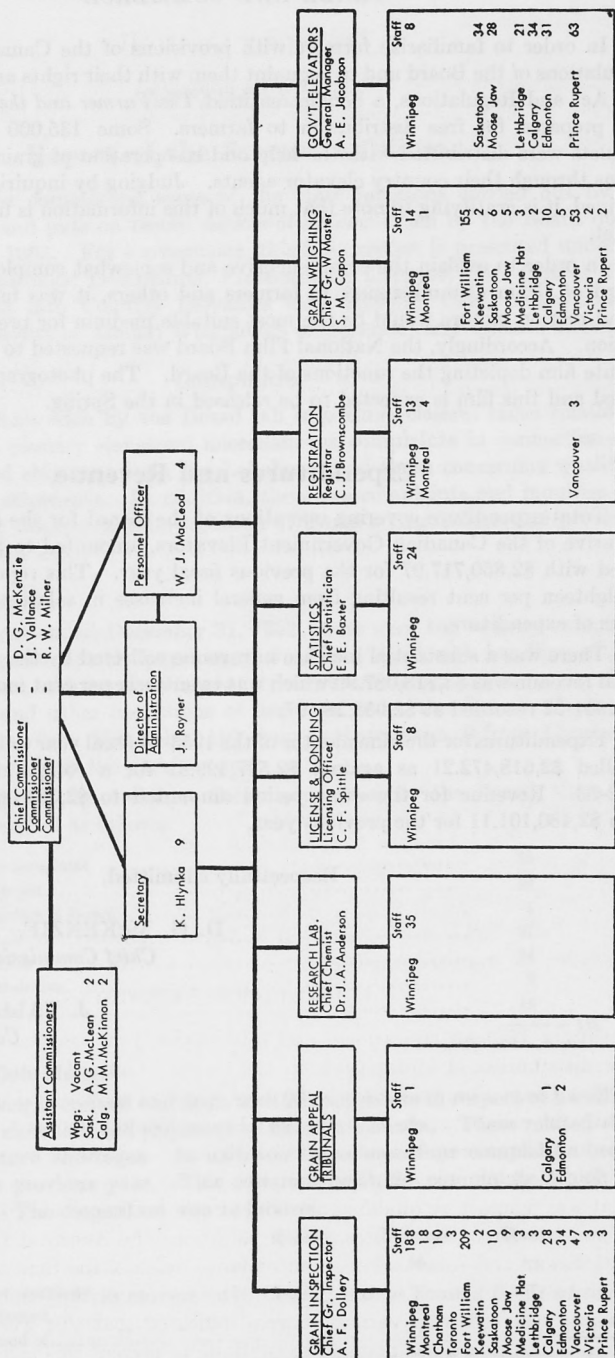 Chief Commissioner - D. G. McKenzie
Commissioner - J. Vallance
Commissioner - R. W. Milner
Assistant Commissioners
Wpg: Vacant
Sask. A.G. McLean 2
Calg. M.M. McKinnon 2
Secretary
K. Hlynka 9
Director of
Administration
J. Rayner
Personnel Officer
W. J. MacLeod 4
GRAIN INSPECTION
Chief Gr. Inspector
A. F. Dollery
Staff
Winnipeg 188
Montreal 18
Chatham 10
Toronto 3
Fort William 209
Keewatin 2
Saskatoon 10
Moose Jaw 6
Medicine Hat 3
Lethbridge 3
Calgary 28
Edmonton 34
Vancouver 47
Victoria 3
Prince Rupert 3
GRAIN APPEAL
TRIBUNALS
Staff
Winnipeg 1
Calgary 1
Edmonton 2
RESEARCH LAB.
Chief Chemist
Dr. J. A. Anderson
Staff
Winnipeg 35
LICENSE & BONDING
Licensing Officer
C. F. Spittle
Staff
Winnipeg 8
STATISTICS
Chief Statistician
E. E. Baxter
Staff
Winnipeg 24
REGISTRATION
Registrar
C. J. Brownscombe
Staff
Winnipeg 11
Montreal
Vancouver
GRAIN WEIGHING
Chief Gr. W'Master
S. W. Capon
Staff
Winnipeg 14
Montreal 2
Fort William 155
Keewatin 2
Saskatoon 6
Moose Jaw 5
Medicine Hat 2
Lethbridge 2
Calgary 10
Edmonton 5
Vancouver 53
Victoria 2
Prince Rupert 2
GOV'T ELEVATORS
General Manager
A. E. Jacobson
Staff
Winnipeg 8
Saskatoon 34
Moose Jaw 28
Lethbridge 21
Calgary 34
Edmonton 31
Prince Rupert 63